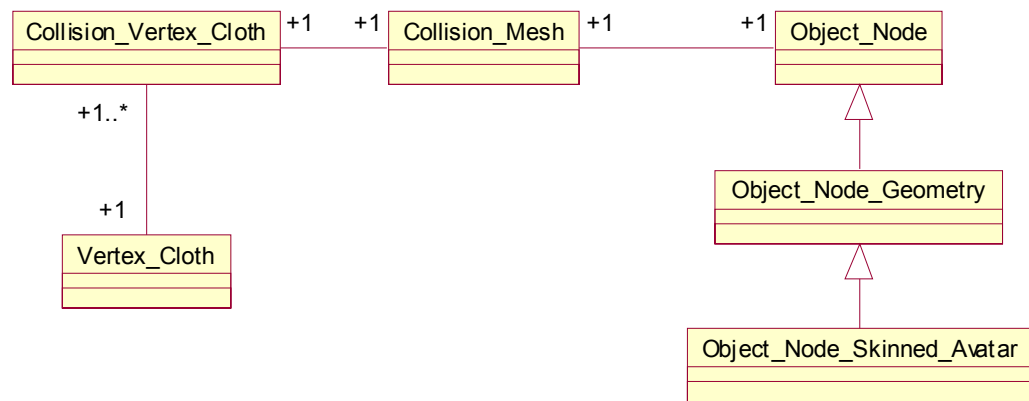 Collision_Vertex_Cloth
+1
+1
Collision_Mesh
+1
+1
Object_Node
+1..*
+1
Vertex_Cloth
Object_Node_Geometry
Object_Node_Skinned_Avatar